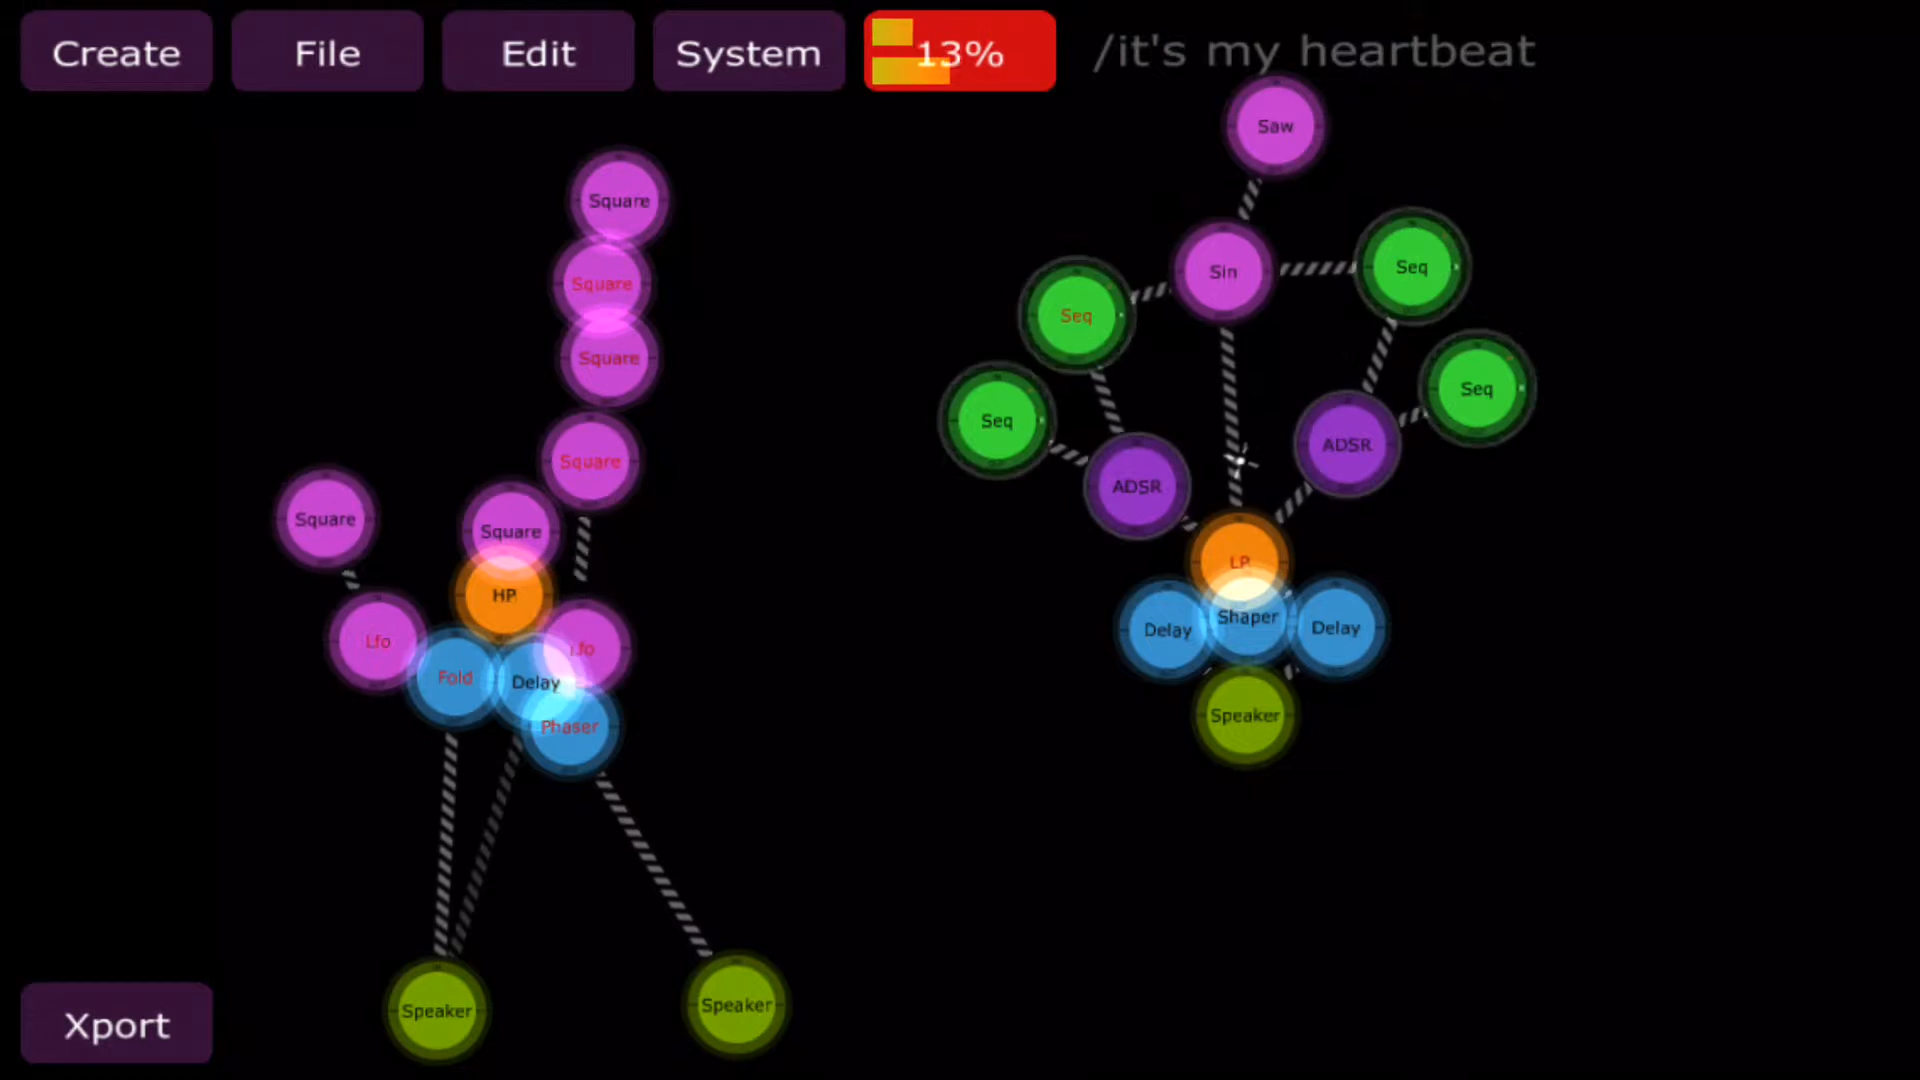 Create File Edit System 13% /it's my heartbeat
Saw
Square
Sin
Seq
Square
Seq
Square
Seq
Seq
ADSR
Square
ADSR
Square
Square
LP
HP
Shaper
Delay
Delay
Lfo
Lfo
Fold
Delay
Speaker
Phaser
Speaker
Speaker
Xport